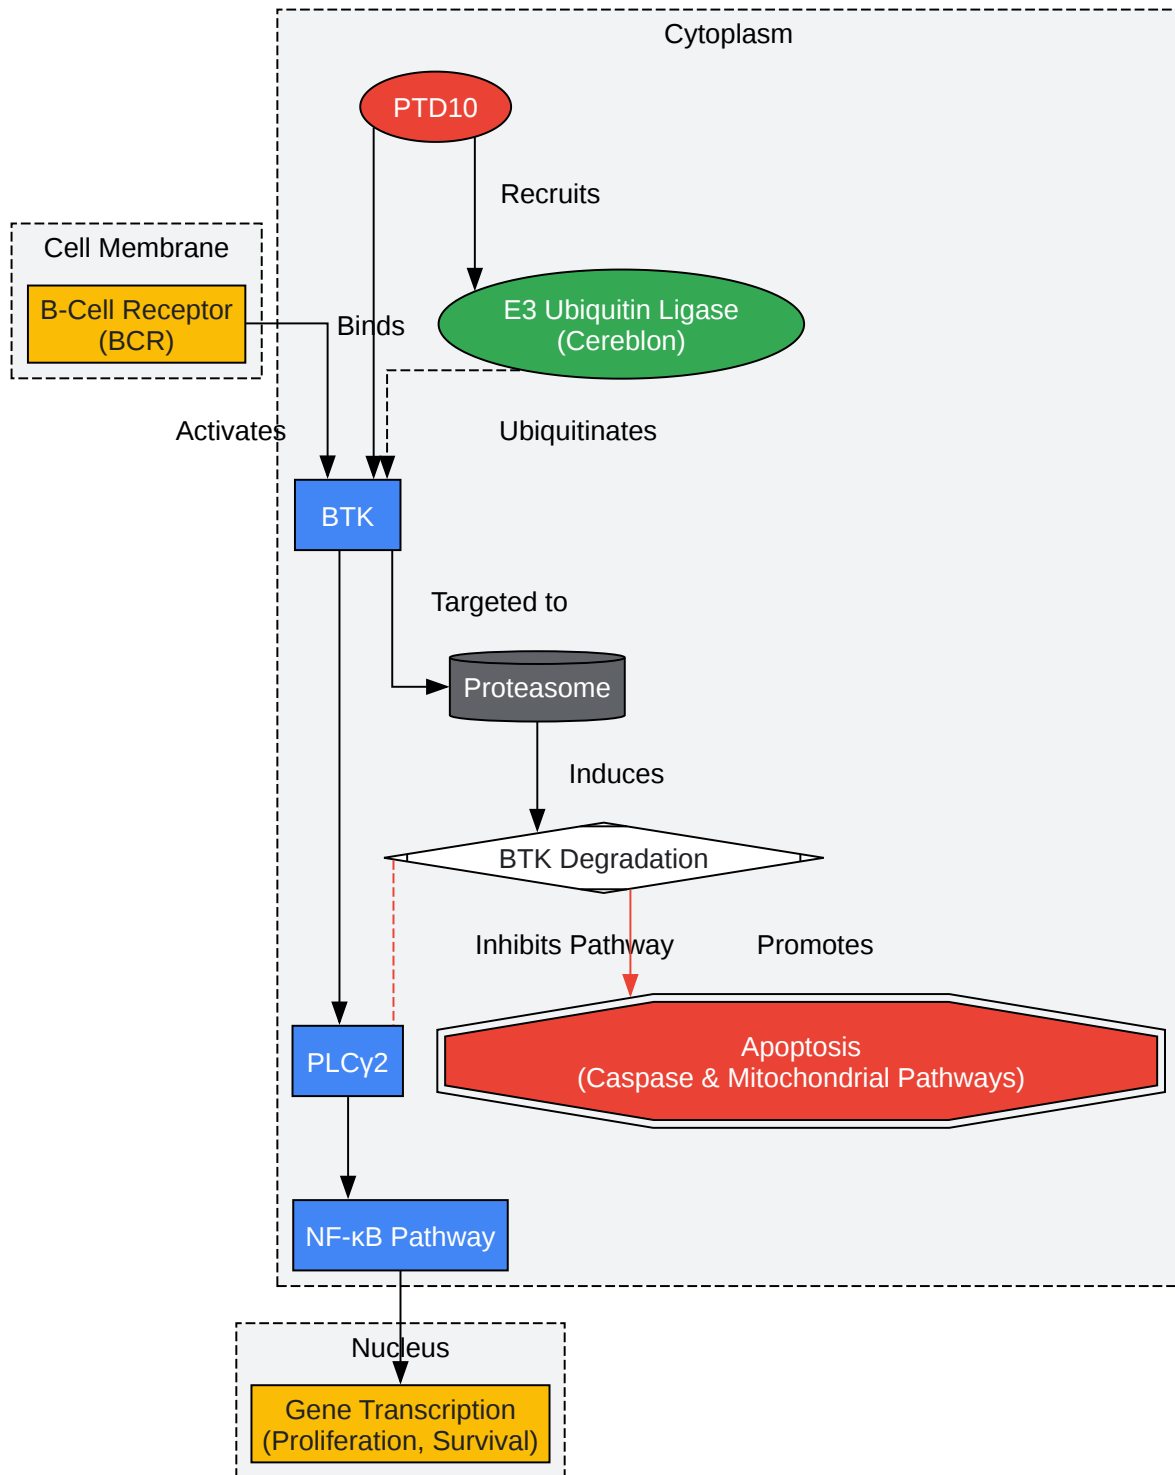 Cytoplasm
PTD10
Recruits
Cell Membrane
B-Cell Receptor
(BCR)
Binds
E3 Ubiquitin Ligase
(Cereblon)
Activates
Ubiquitinates
BTK
Targeted to
Proteasome
Induces
BTK Degradation
Inhibits Pathway
Promotes
PLCγ2
Apoptosis
(Caspase & Mitochondrial Pathways)
NF-κB Pathway
Nucleus
Gene Transcription
(Proliferation, Survival)